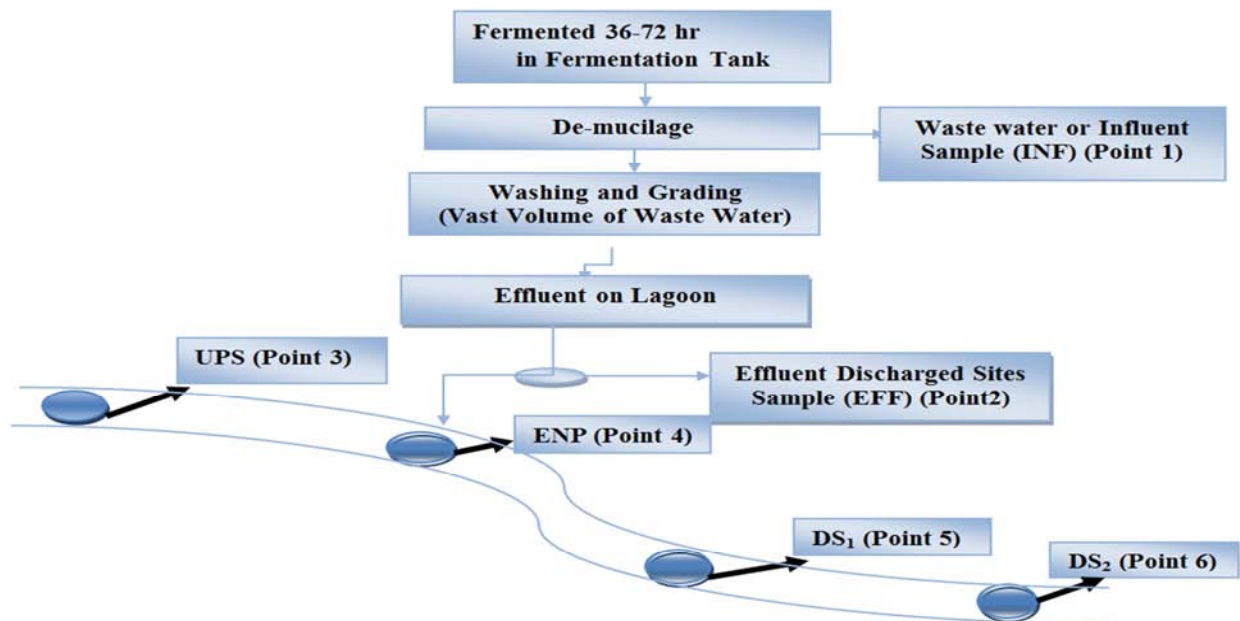 Fermented 36-72 hr
in Fermentation Tank
De-mucilage
Waste water or Influent
Sample (INF) (Point 1)
Washing and Grading
(Vast Volume of Waste Water)
Effluent on Lagoon
UPS (Point 3)
Effluent Discharged Sites
Sample (EFF) (Point2)
ENP (Point 4)
DS₁ (Point 5)
DS₂ (Point 6)